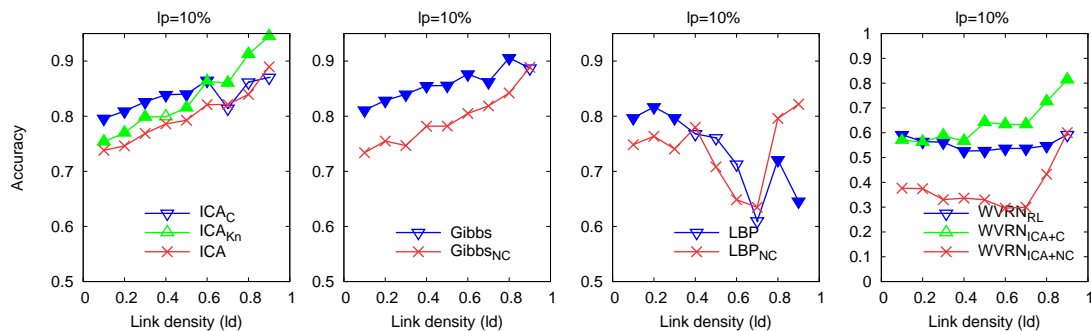 lp=10%
lp=10%
lp=10%
lp=10%
Accuracy
0.9
0.8
0.7
0.6
0.5
ICA_C
ICA_Kn
ICA
0 0.2 0.4 0.6 0.8 1
Link density (ld)
0.9
0.8
0.7
0.6
0.5
Gibbs
Gibbs_NC
0 0.2 0.4 0.6 0.8 1
Link density (ld)
0.9
0.8
0.7
0.6
0.5
LBP
LBP_NC
0 0.2 0.4 0.6 0.8 1
Link density (ld)
1
0.9
0.8
0.7
0.6
0.5
0.4
0.3
0.2
0.1
0
WVRN_RL
WVRN_ICA+C
WVRN_ICA+NC
0 0.2 0.4 0.6 0.8 1
Link density (ld)